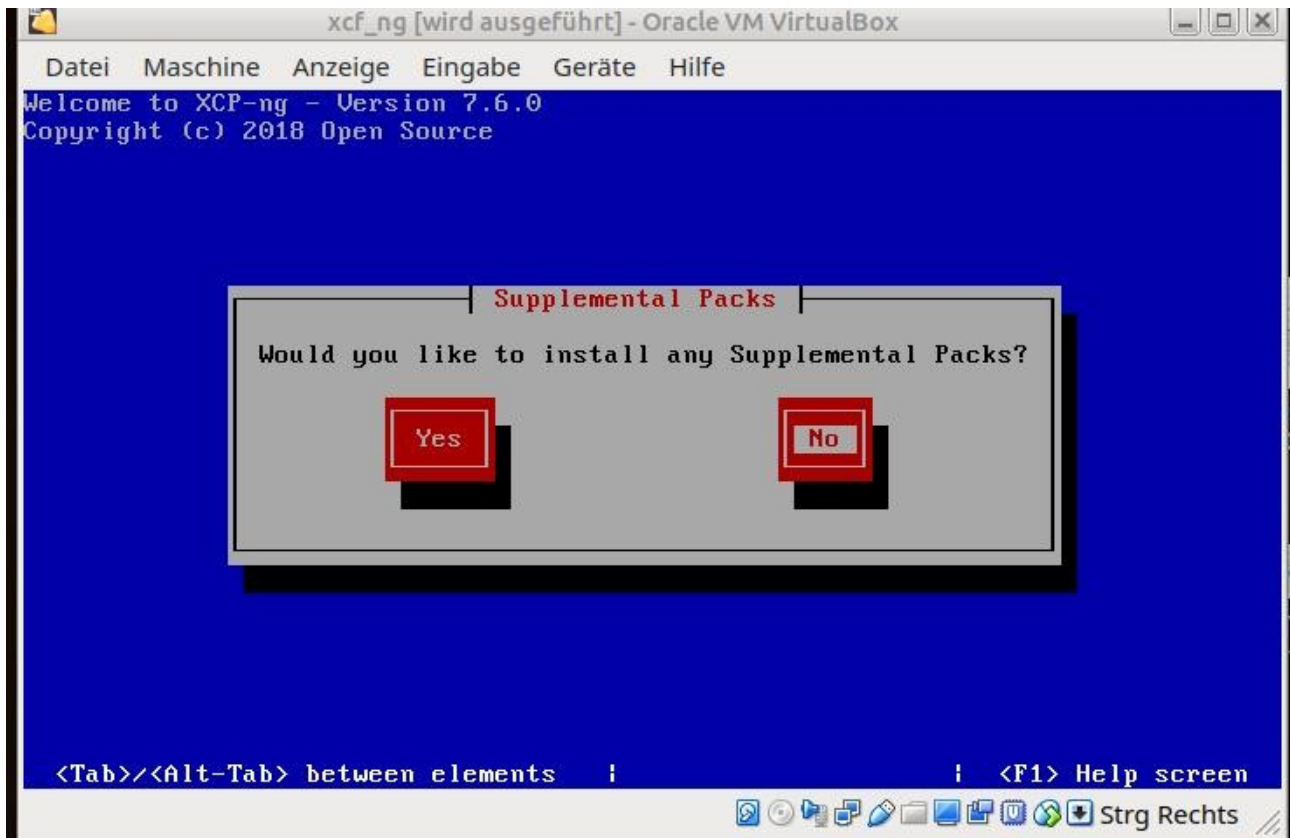 xcf_ng [wird ausgeführt] - Oracle VM VirtualBox
Datei Maschine Anzeige Eingabe Geräte Hilfe
Welcome to XCP-ng - Version 7.6.0
Copyright (c) 2018 Open Source
Supplemental Packs
Would you like to install any Supplemental Packs?
Yes No
<Tab>/<Alt-Tab> between elements | | <F1> Help screen
Strg Rechts